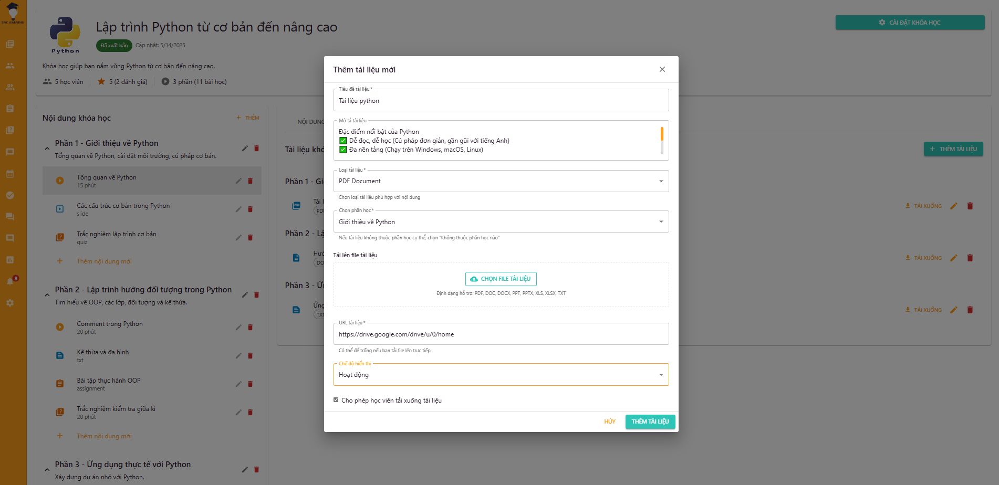 DNC LEARNING
Python
Lập trình Python từ cơ bản đến nâng cao
Đã xuất bản
Cập nhật: 5/14/2025
CÀI ĐẶT KHÓA HỌC
Khóa học giúp bạn nắm vững Python từ cơ bản đến nâng cao.
5 học viên
5 (2 đánh giá)
3 phần (11 bài học)
Nội dung khóa học
THÊM
Phần 1 - Giới thiệu về Python
Tổng quan về Python, cài đặt môi trường, cú pháp cơ bản.
Tổng quan về Python
15 phút
Các cấu trúc cơ bản trong Python
slide
Trắc nghiệm lập trình cơ bản
quiz
Thêm nội dung mới
8
Phần 2 - Lập trình hướng đối tượng trong Python
Tìm hiểu về OOP, các lớp, đối tượng và kế thừa.
Comment trong Python
20 phút
Kế thừa và đa hình
txt
Bài tập thực hành OOP
assignment
Trắc nghiệm kiểm tra giữa kì
20 phút
Thêm nội dung mới
Phần 3 - Ứng dụng thực tế với Python
Xây dựng dự án nhỏ với Python.
NỘI DUNG
Tài liệu
THÊM TÀI LIỆU
Phần 1 -
PDF
TẢI XUỐNG
Phần 2 -
TẢI XUỐNG
Phần 3 -
TẢI XUỐNG
Thêm tài liệu mới
Tiêu đề tài liệu *
Tài liệu python
Mô tả tài liệu
Đặc điểm nổi bật của Python
✅ Dễ đọc, dễ học (Cú pháp đơn giản, gần gũi với tiếng Anh)
✅ Đa nền tảng (Chạy trên Windows, macOS, Linux)
Loại tài liệu *
PDF Document
Chọn loại tài liệu phù hợp với nội dung
Chọn phần học *
Giới thiệu về Python
Nếu tài liệu không thuộc phần học cụ thể, chọn "Không thuộc phần học nào"
Tải lên file tài liệu
CHỌN FILE TÀI LIỆU
Định dạng hỗ trợ: PDF, DOC, DOCX, PPT, PPTX, XLS, XLSX, TXT
URL tài liệu *
https://drive.google.com/drive/u/0/home
Có thể để trống nếu bạn tải file lên trực tiếp
Chế độ hiển thị
Hoạt động
Cho phép học viên tải xuống tài liệu
HỦY
THÊM TÀI LIỆU